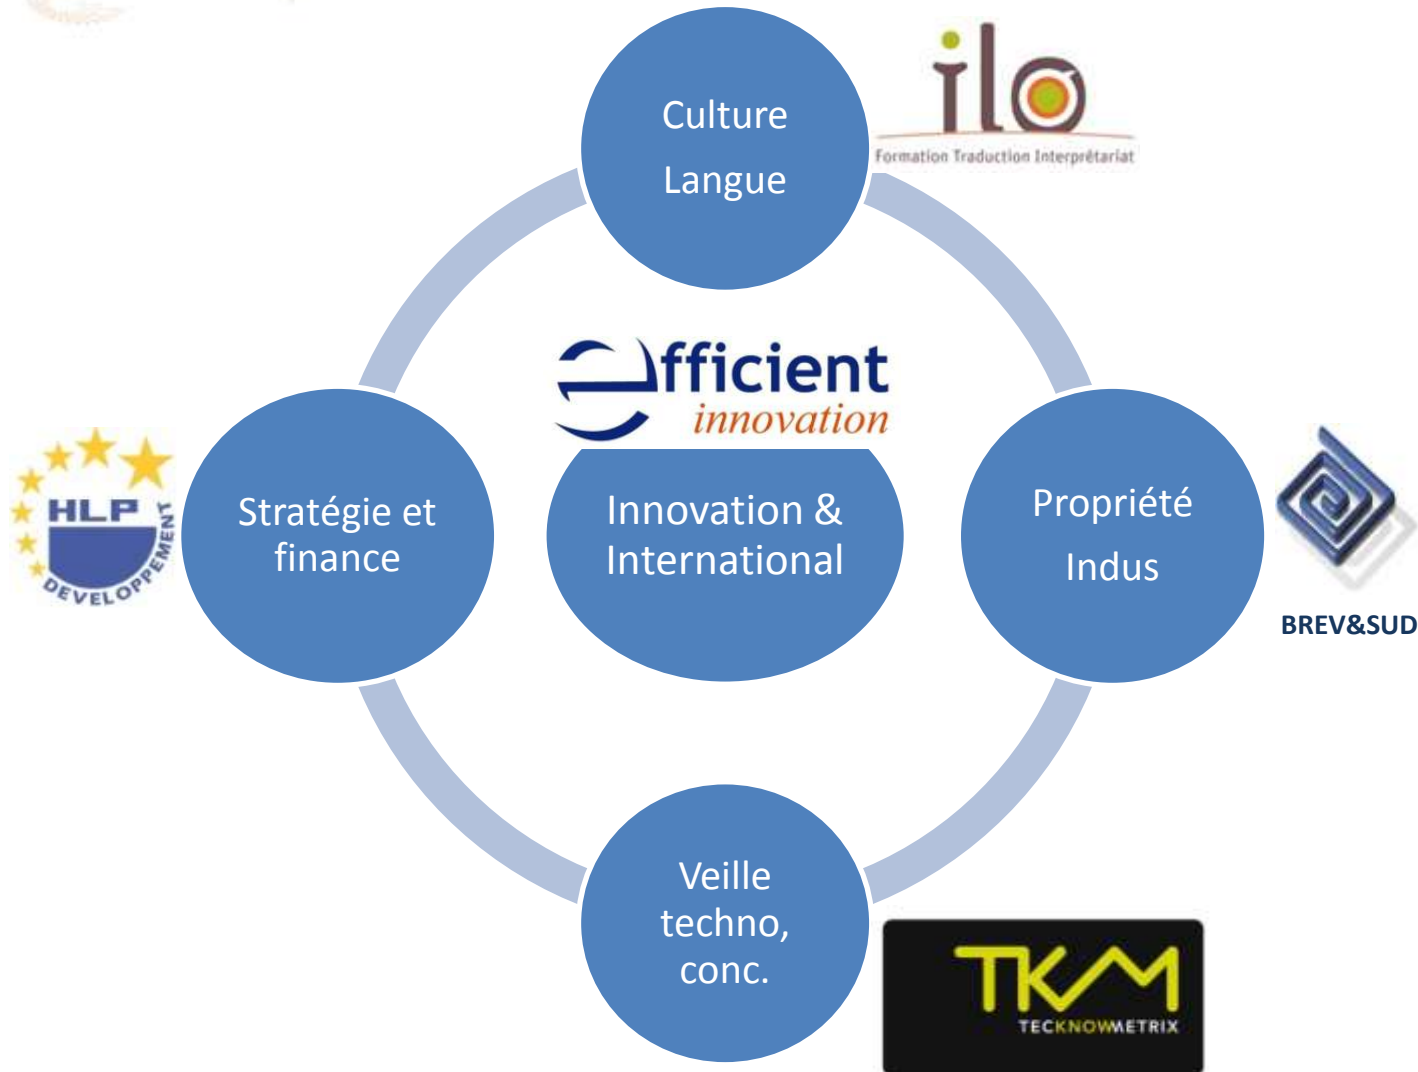 Culture
Langue
ilo
Formation Traduction Interprétariat
efficient
innovation
HLP
DEVELOPPEMENT
Stratégie et
finance
Innovation &
International
Propriété
Indus
BREV&SUD
Veille
techno,
conc.
TKM
TECKNOWMETRIX